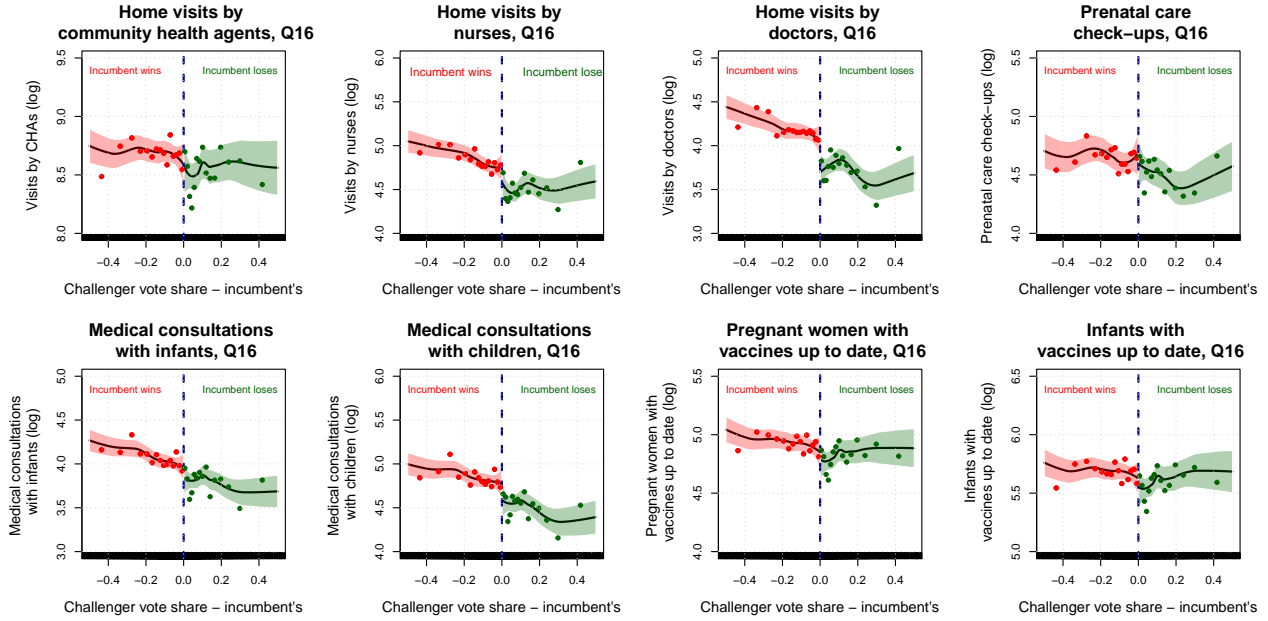 Home visits by
community health agents, Q16
Visits by CHAs (log)
9.5
9.0
8.5
8.0
Incumbent wins
Incumbent loses
−0.4 −0.2 0.0 0.2 0.4
Challenger vote share − incumbent's
Home visits by
nurses, Q16
Visits by nurses (log)
6.0
5.5
5.0
4.5
4.0
Incumbent wins
Incumbent lose
−0.4 −0.2 0.0 0.2 0.4
Challenger vote share − incumbent's
Home visits by
doctors, Q16
Visits by doctors (log)
5.0
4.5
4.0
3.5
3.0
Incumbent wins
Incumbent loses
−0.4 −0.2 0.0 0.2 0.4
Challenger vote share − incumbent's
Prenatal care
check−ups, Q16
Prenatal care check−ups (log)
5.5
5.0
4.5
4.0
Incumbent wins
Incumbent loses
−0.4 −0.2 0.0 0.2 0.4
Challenger vote share − incumbent's
Medical consultations
with infants, Q16
Medical consultations
with infants (log)
5.0
4.5
4.0
3.5
3.0
Incumbent wins
Incumbent loses
−0.4 −0.2 0.0 0.2 0.4
Challenger vote share − incumbent's
Medical consultations
with children, Q16
Medical consultations
with children (log)
6.0
5.5
5.0
4.5
4.0
Incumbent wins
Incumbent loses
−0.4 −0.2 0.0 0.2 0.4
Challenger vote share − incumbent's
Pregnant women with
vaccines up to date, Q16
Pregnant women with
vaccines up to date (log)
5.5
5.0
4.5
4.0
Incumbent wins
Incumbent loses
−0.4 −0.2 0.0 0.2 0.4
Challenger vote share − incumbent's
Infants with
vaccines up to date, Q16
Infants with
vaccines up to date (log)
6.5
6.0
5.5
5.0
Incumbent wins
Incumbent loses
−0.4 −0.2 0.0 0.2 0.4
Challenger vote share − incumbent's